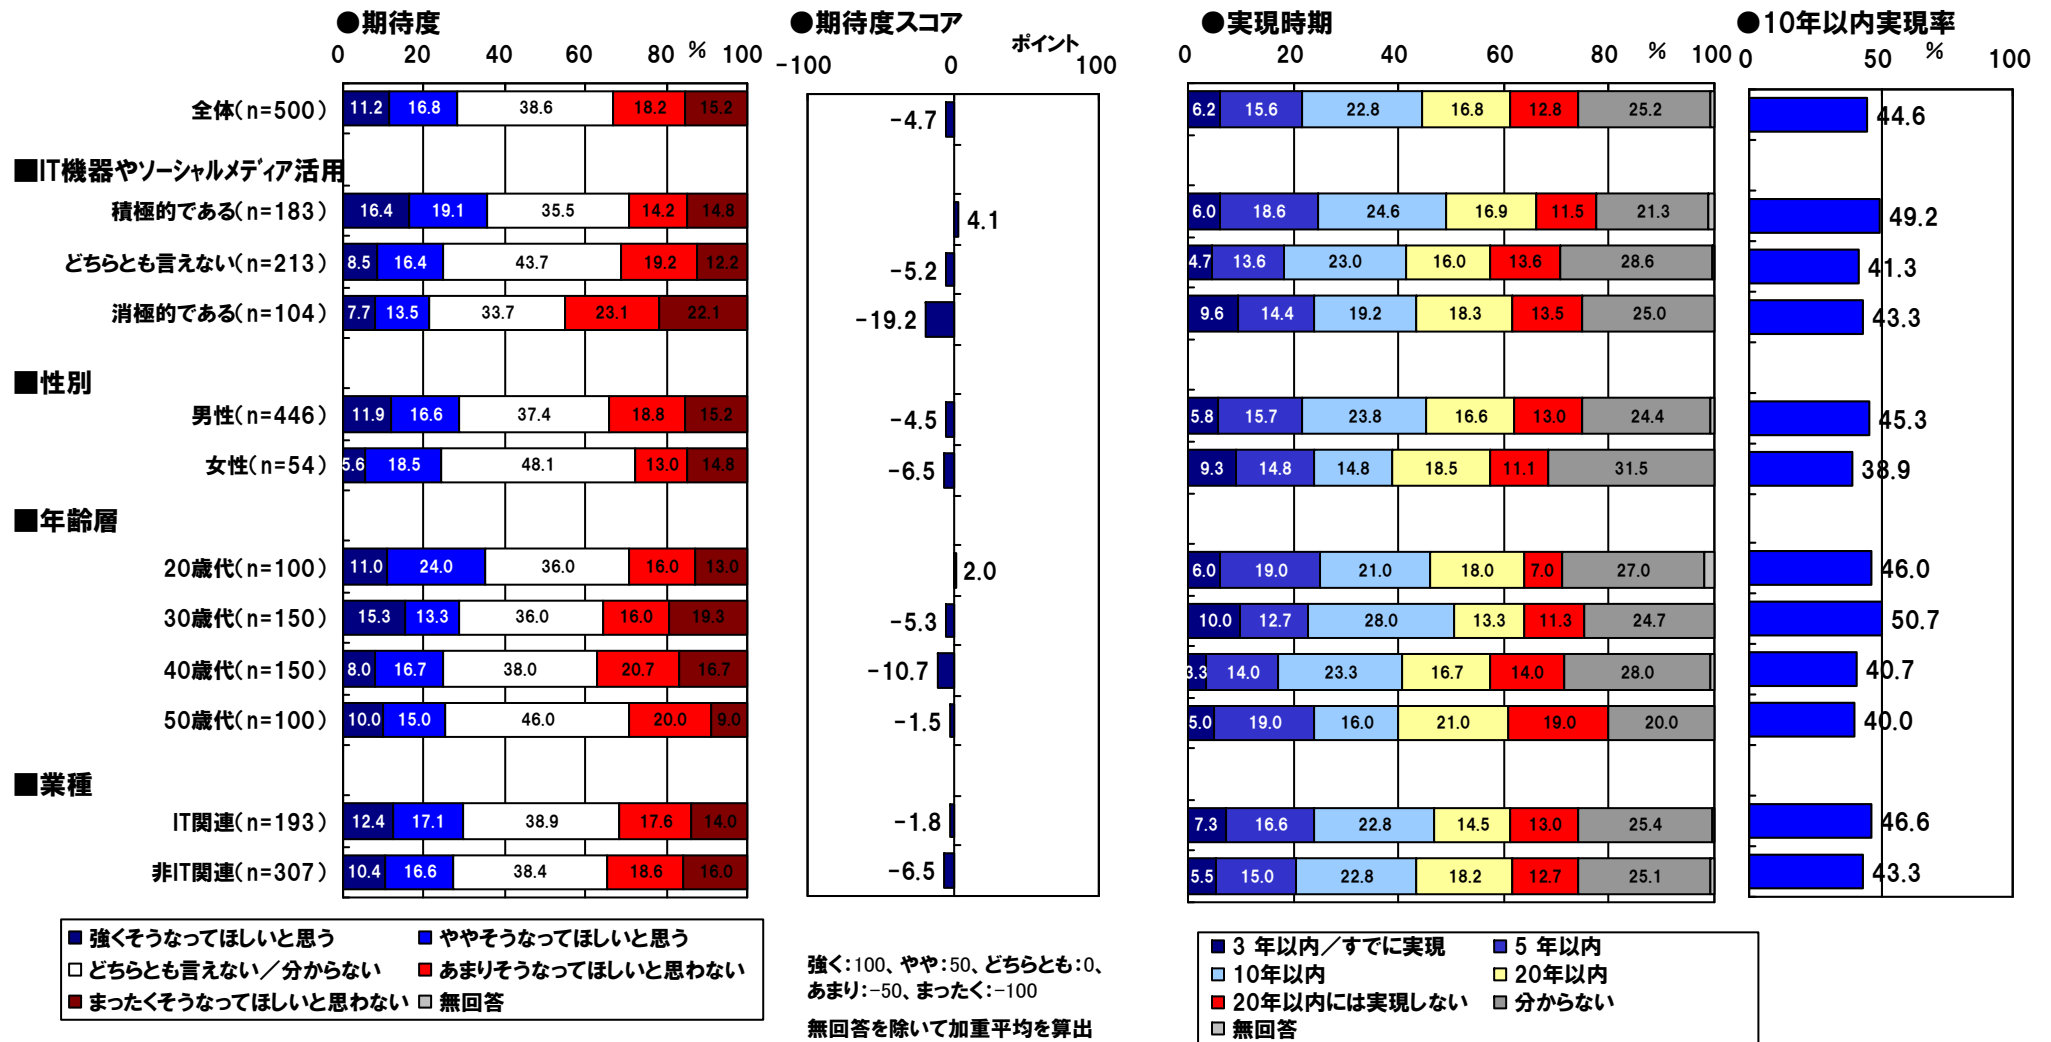 ●期待度
0 20 40 60 80 % 100
●期待度スコア
ポイント
-100 0 100
●実現時期
0 20 40 60 80 % 100
●10年以内実現率
0 50 % 100
全体(n=500) 11.2 16.8 38.6 18.2 15.2 -4.7 6.2 15.6 22.8 16.8 12.8 25.2 44.6
■IT機器やソーシャルメディア活用
積極的である(n=183) 16.4 19.1 35.5 14.2 14.8 4.1 6.0 18.6 24.6 16.9 11.5 21.3 49.2
どちらとも言えない(n=213) 8.5 16.4 43.7 19.2 12.2 -5.2 4.7 13.6 23.0 16.0 13.6 28.6 41.3
消極的である(n=104) 7.7 13.5 33.7 23.1 22.1 -19.2 9.6 14.4 19.2 18.3 13.5 25.0 43.3
■性別
男性(n=446) 11.9 16.6 37.4 18.8 15.2 -4.5 5.8 15.7 23.8 16.6 13.0 24.4 45.3
女性(n=54) 5.6 18.5 48.1 13.0 14.8 -6.5 9.3 14.8 14.8 18.5 11.1 31.5 38.9
■年齢層
20歳代(n=100) 11.0 24.0 36.0 16.0 13.0 2.0 6.0 19.0 21.0 18.0 7.0 27.0 46.0
30歳代(n=150) 15.3 13.3 36.0 16.0 19.3 -5.3 10.0 12.7 28.0 13.3 11.3 24.7 50.7
40歳代(n=150) 8.0 16.7 38.0 20.7 16.7 -10.7 3.3 14.0 23.3 16.7 14.0 28.0 40.7
50歳代(n=100) 10.0 15.0 46.0 20.0 9.0 -1.5 5.0 19.0 16.0 21.0 19.0 20.0 40.0
■業種
IT関連(n=193) 12.4 17.1 38.9 17.6 14.0 -1.8 7.3 16.6 22.8 14.5 13.0 25.4 46.6
非IT関連(n=307) 10.4 16.6 38.4 18.6 16.0 -6.5 5.5 15.0 22.8 18.2 12.7 25.1 43.3
強くそうなってほしいと思う ややそうなってほしいと思う
どちらとも言えない/分からない あまりそうなってほしいと思わない
まったくそうなってほしいと思わない 無回答
強く:100、やや:50、どちらとも:0、
あまり:-50、まったく:-100
無回答を除いて加重平均を算出
3 年以内/すでに実現 5 年以内
10年以内 20年以内
20年以内には実現しない 分からない
無回答